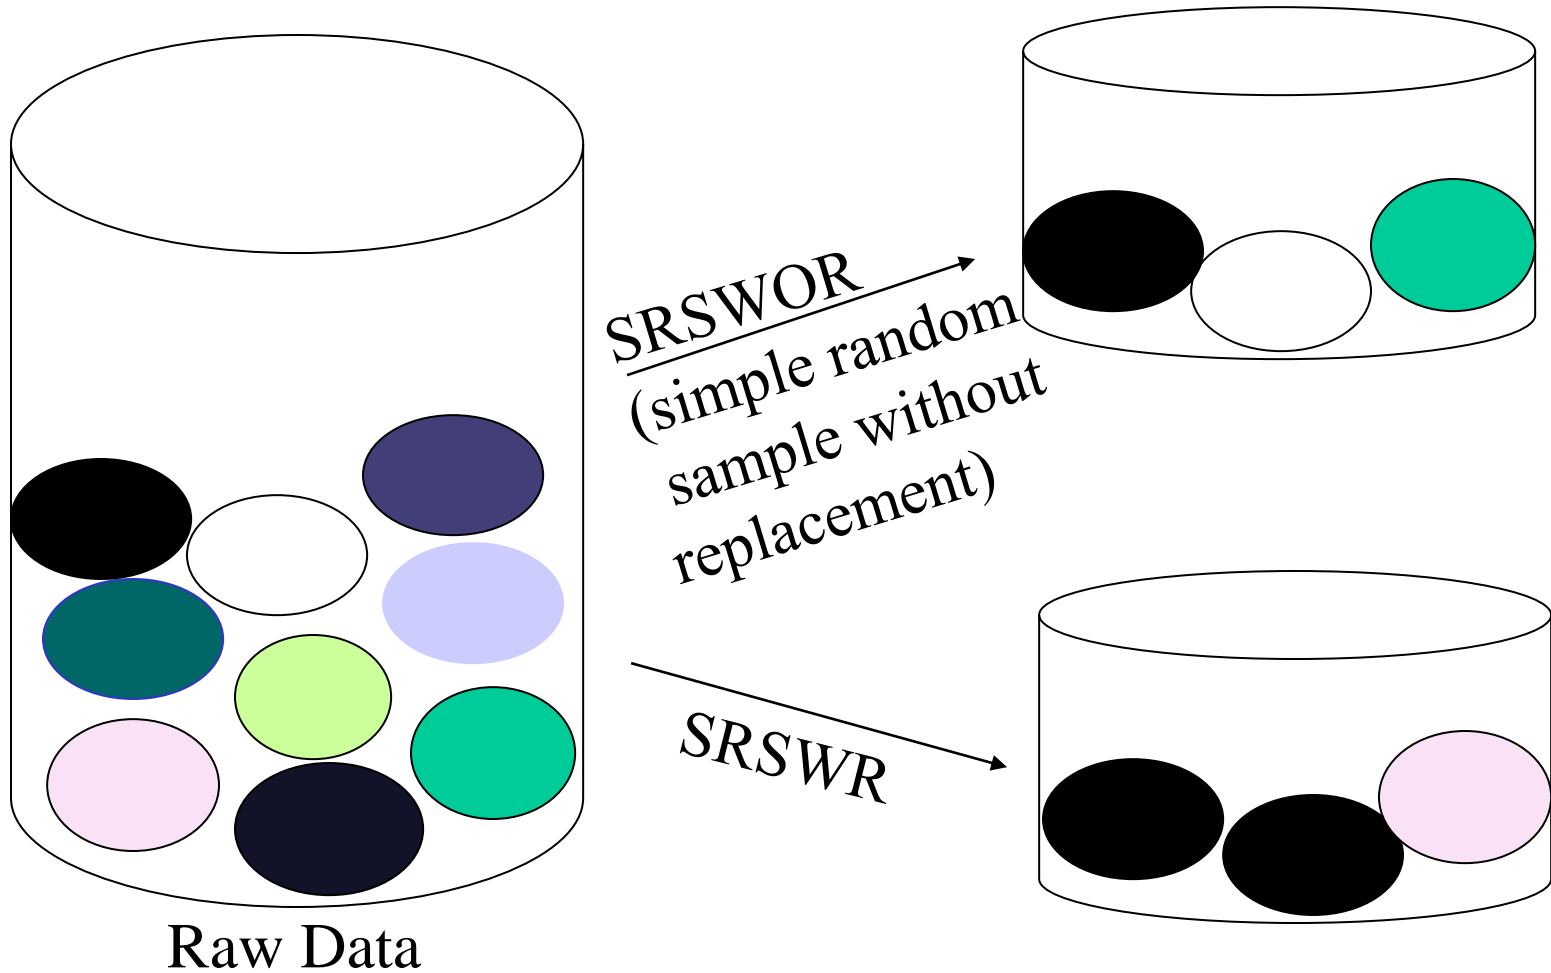 SRSWOR
(simple random
sample without
replacement)
SRSWR
Raw Data